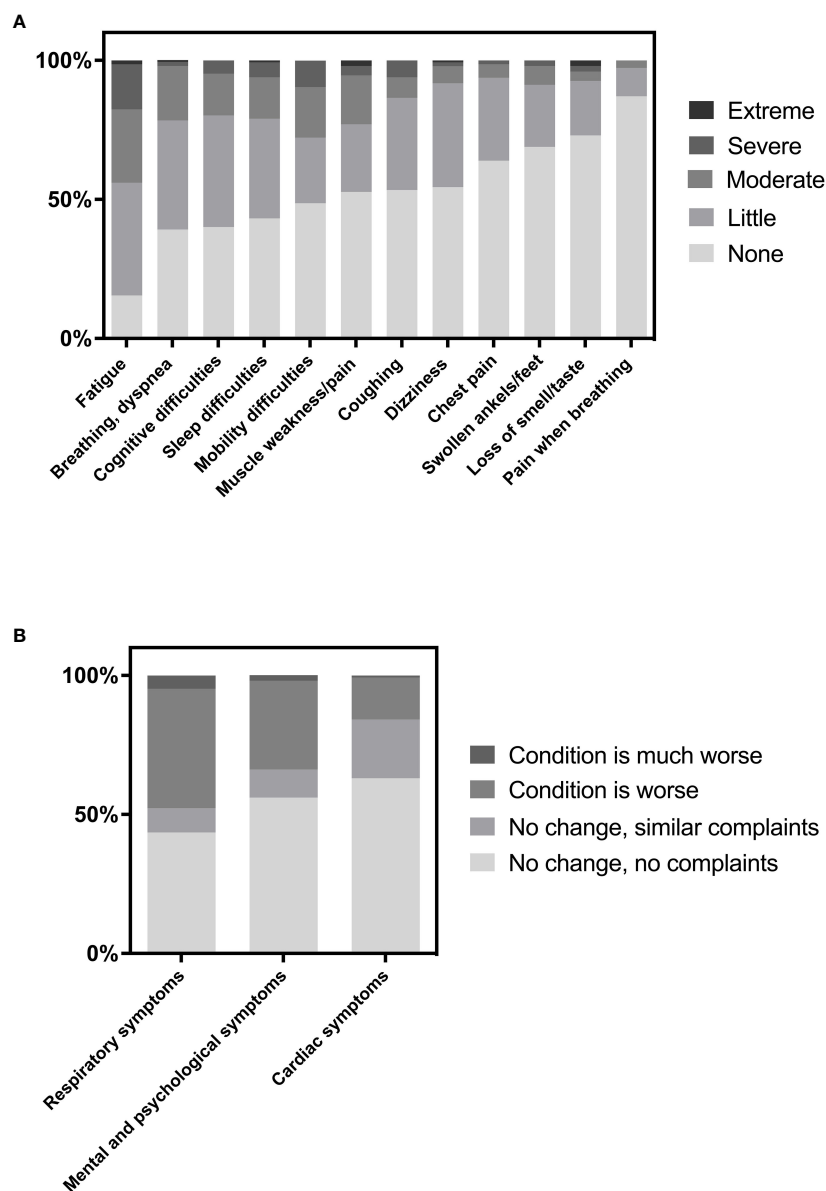 A
100%
50%
0%
Extreme
Severe
Moderate
Little
None
Fatigue
Breathing, dyspnea
Cognitive difficulties
Sleep difficulties
Mobility difficulties
Muscle weakness/pain
Coughing
Dizziness
Chest pain
Swollen ankels/feet
Loss of smell/taste
Pain when breathing
B
100%
50%
0%
Condition is much worse
Condition is worse
No change, similar complaints
No change, no complaints
Respiratory symptoms
Mental and psychological symptoms
Cardiac symptoms